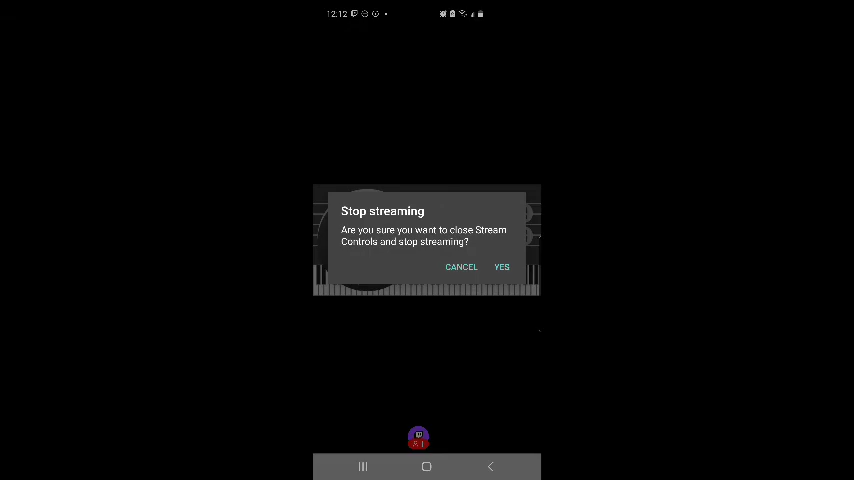 12:12
Stop streaming
Are you sure you want to close Stream
Controls and stop streaming?
CANCEL YES